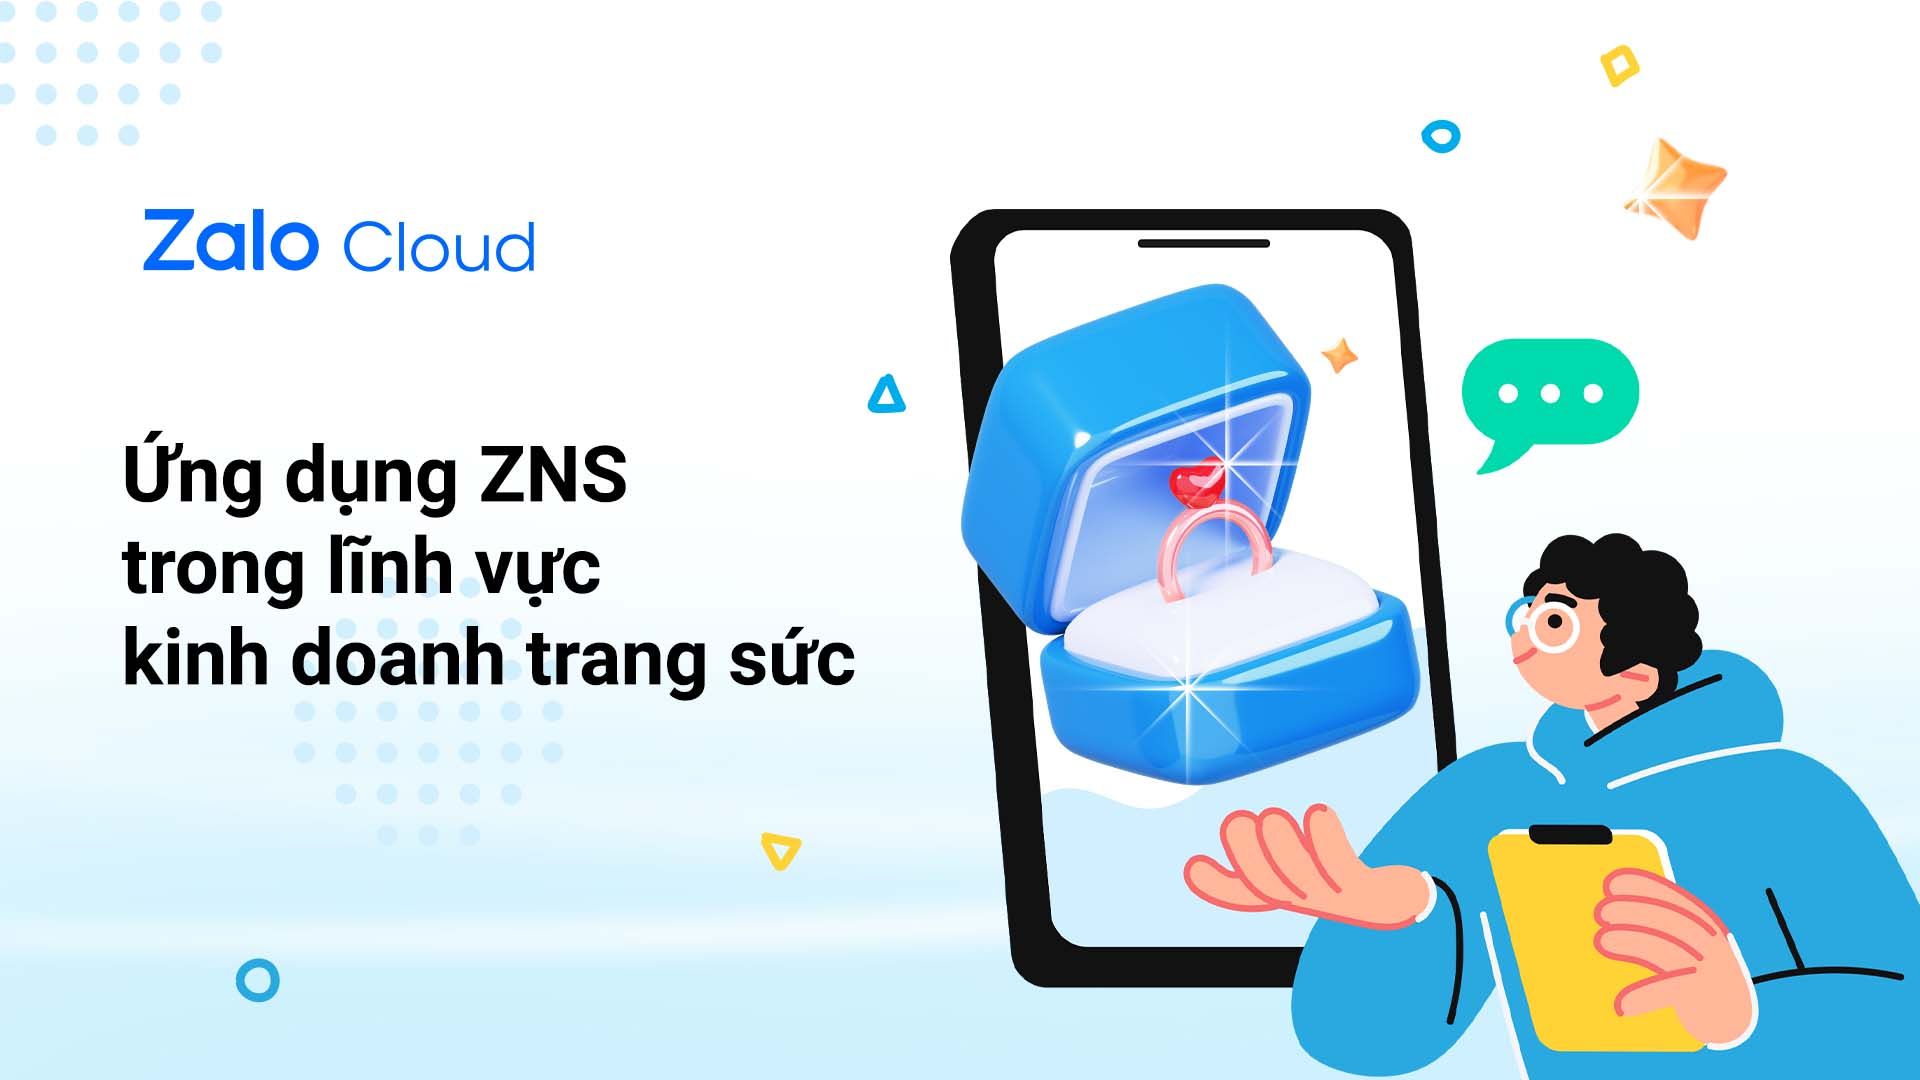 Zalo Cloud
Ứng dụng ZNS
trong lĩnh vực
kinh doanh trang sức